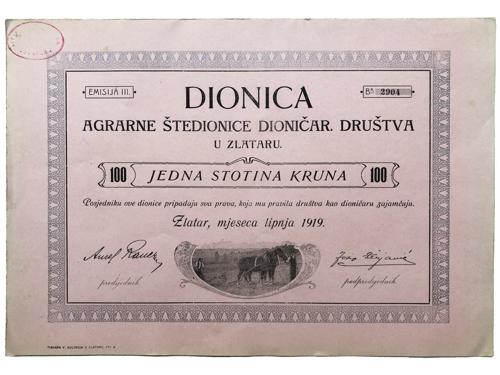 EMISIJA III.
Br 2904
DIONICA
AGRARNE ŠTEDIONICE DIONIČAR. DRUŠTVA
U ZLATARU.
100 JEDNA STOTINA KRUNA 100
Posjedniku ove dionice pripadaju sva prava, koja mu pravila društva kao dioničaru zajamčuju.
Zlatar, mjeseca lipnja 1919.
predsjednik
podpredsjednik